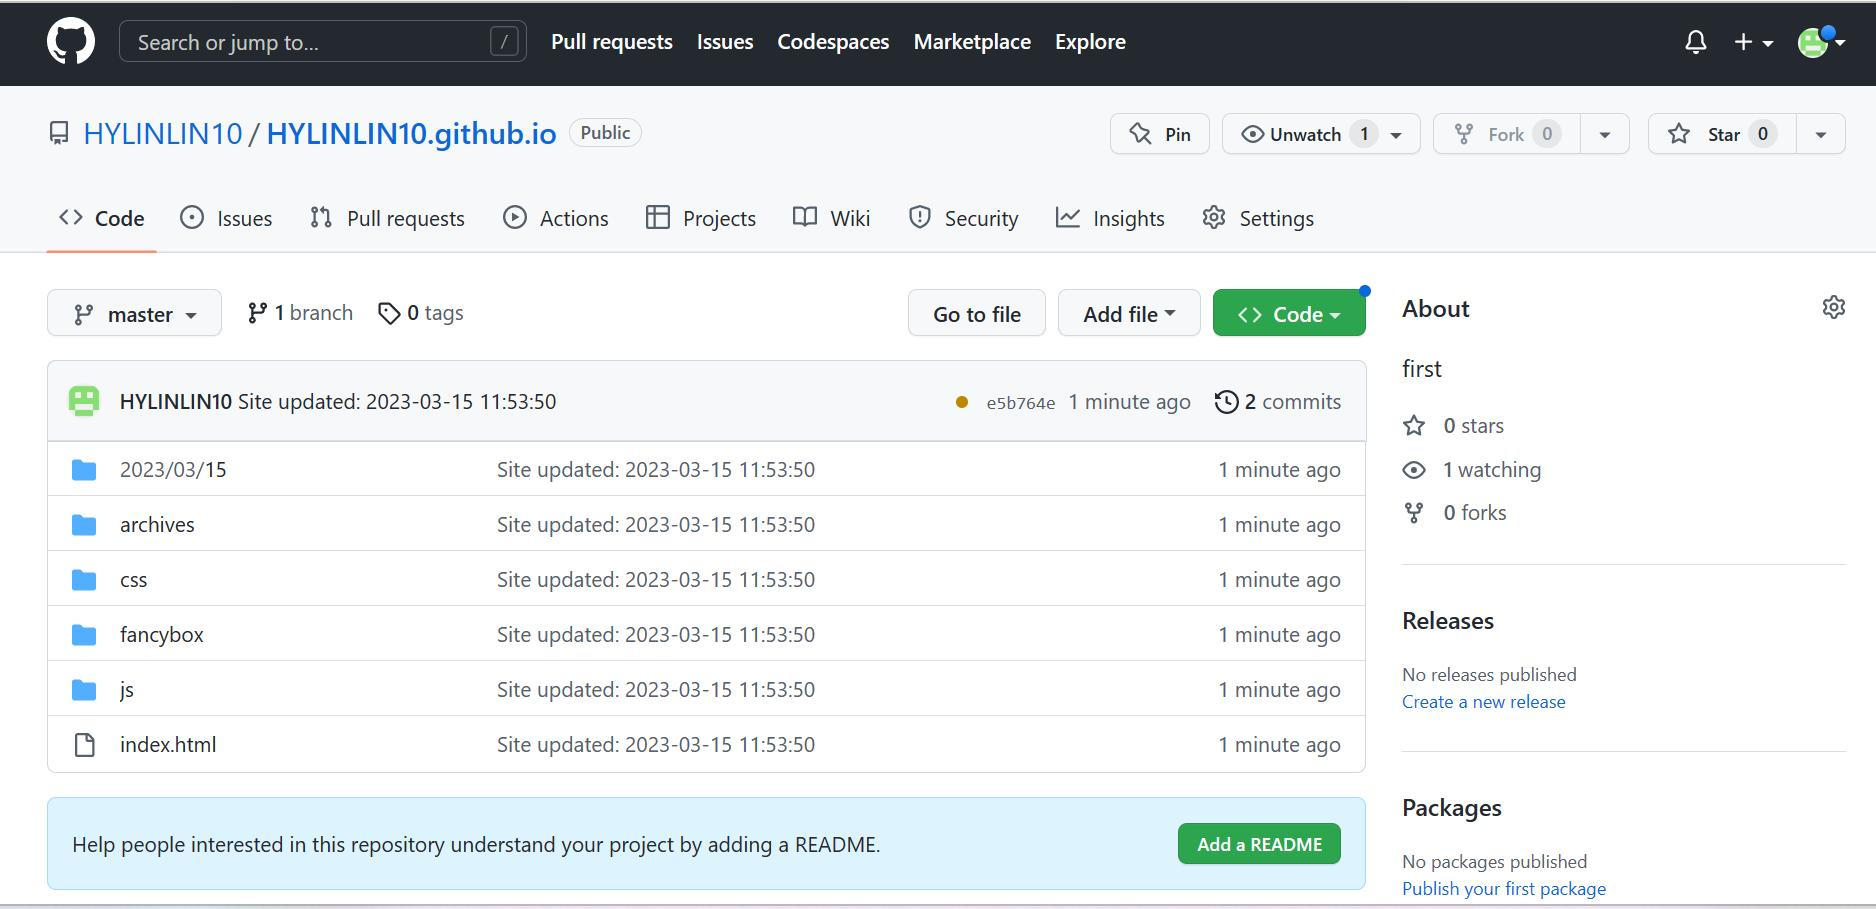 Search or jump to... / Pull requests Issues Codespaces Marketplace Explore
HYLINLIN10 / HYLINLIN10.github.io Public Pin Unwatch 1 Fork 0 Star 0
Code Issues Pull requests Actions Projects Wiki Security Insights Settings
master 1 branch 0 tags Go to file Add file Code
HYLINLIN10 Site updated: 2023-03-15 11:53:50 e5b764e 1 minute ago 2 commits
2023/03/15 Site updated: 2023-03-15 11:53:50 1 minute ago
archives Site updated: 2023-03-15 11:53:50 1 minute ago
css Site updated: 2023-03-15 11:53:50 1 minute ago
fancybox Site updated: 2023-03-15 11:53:50 1 minute ago
js Site updated: 2023-03-15 11:53:50 1 minute ago
index.html Site updated: 2023-03-15 11:53:50 1 minute ago
Help people interested in this repository understand your project by adding a README. Add a README
About
first
0 stars
1 watching
0 forks
Releases
No releases published
Create a new release
Packages
No packages published
Publish your first package